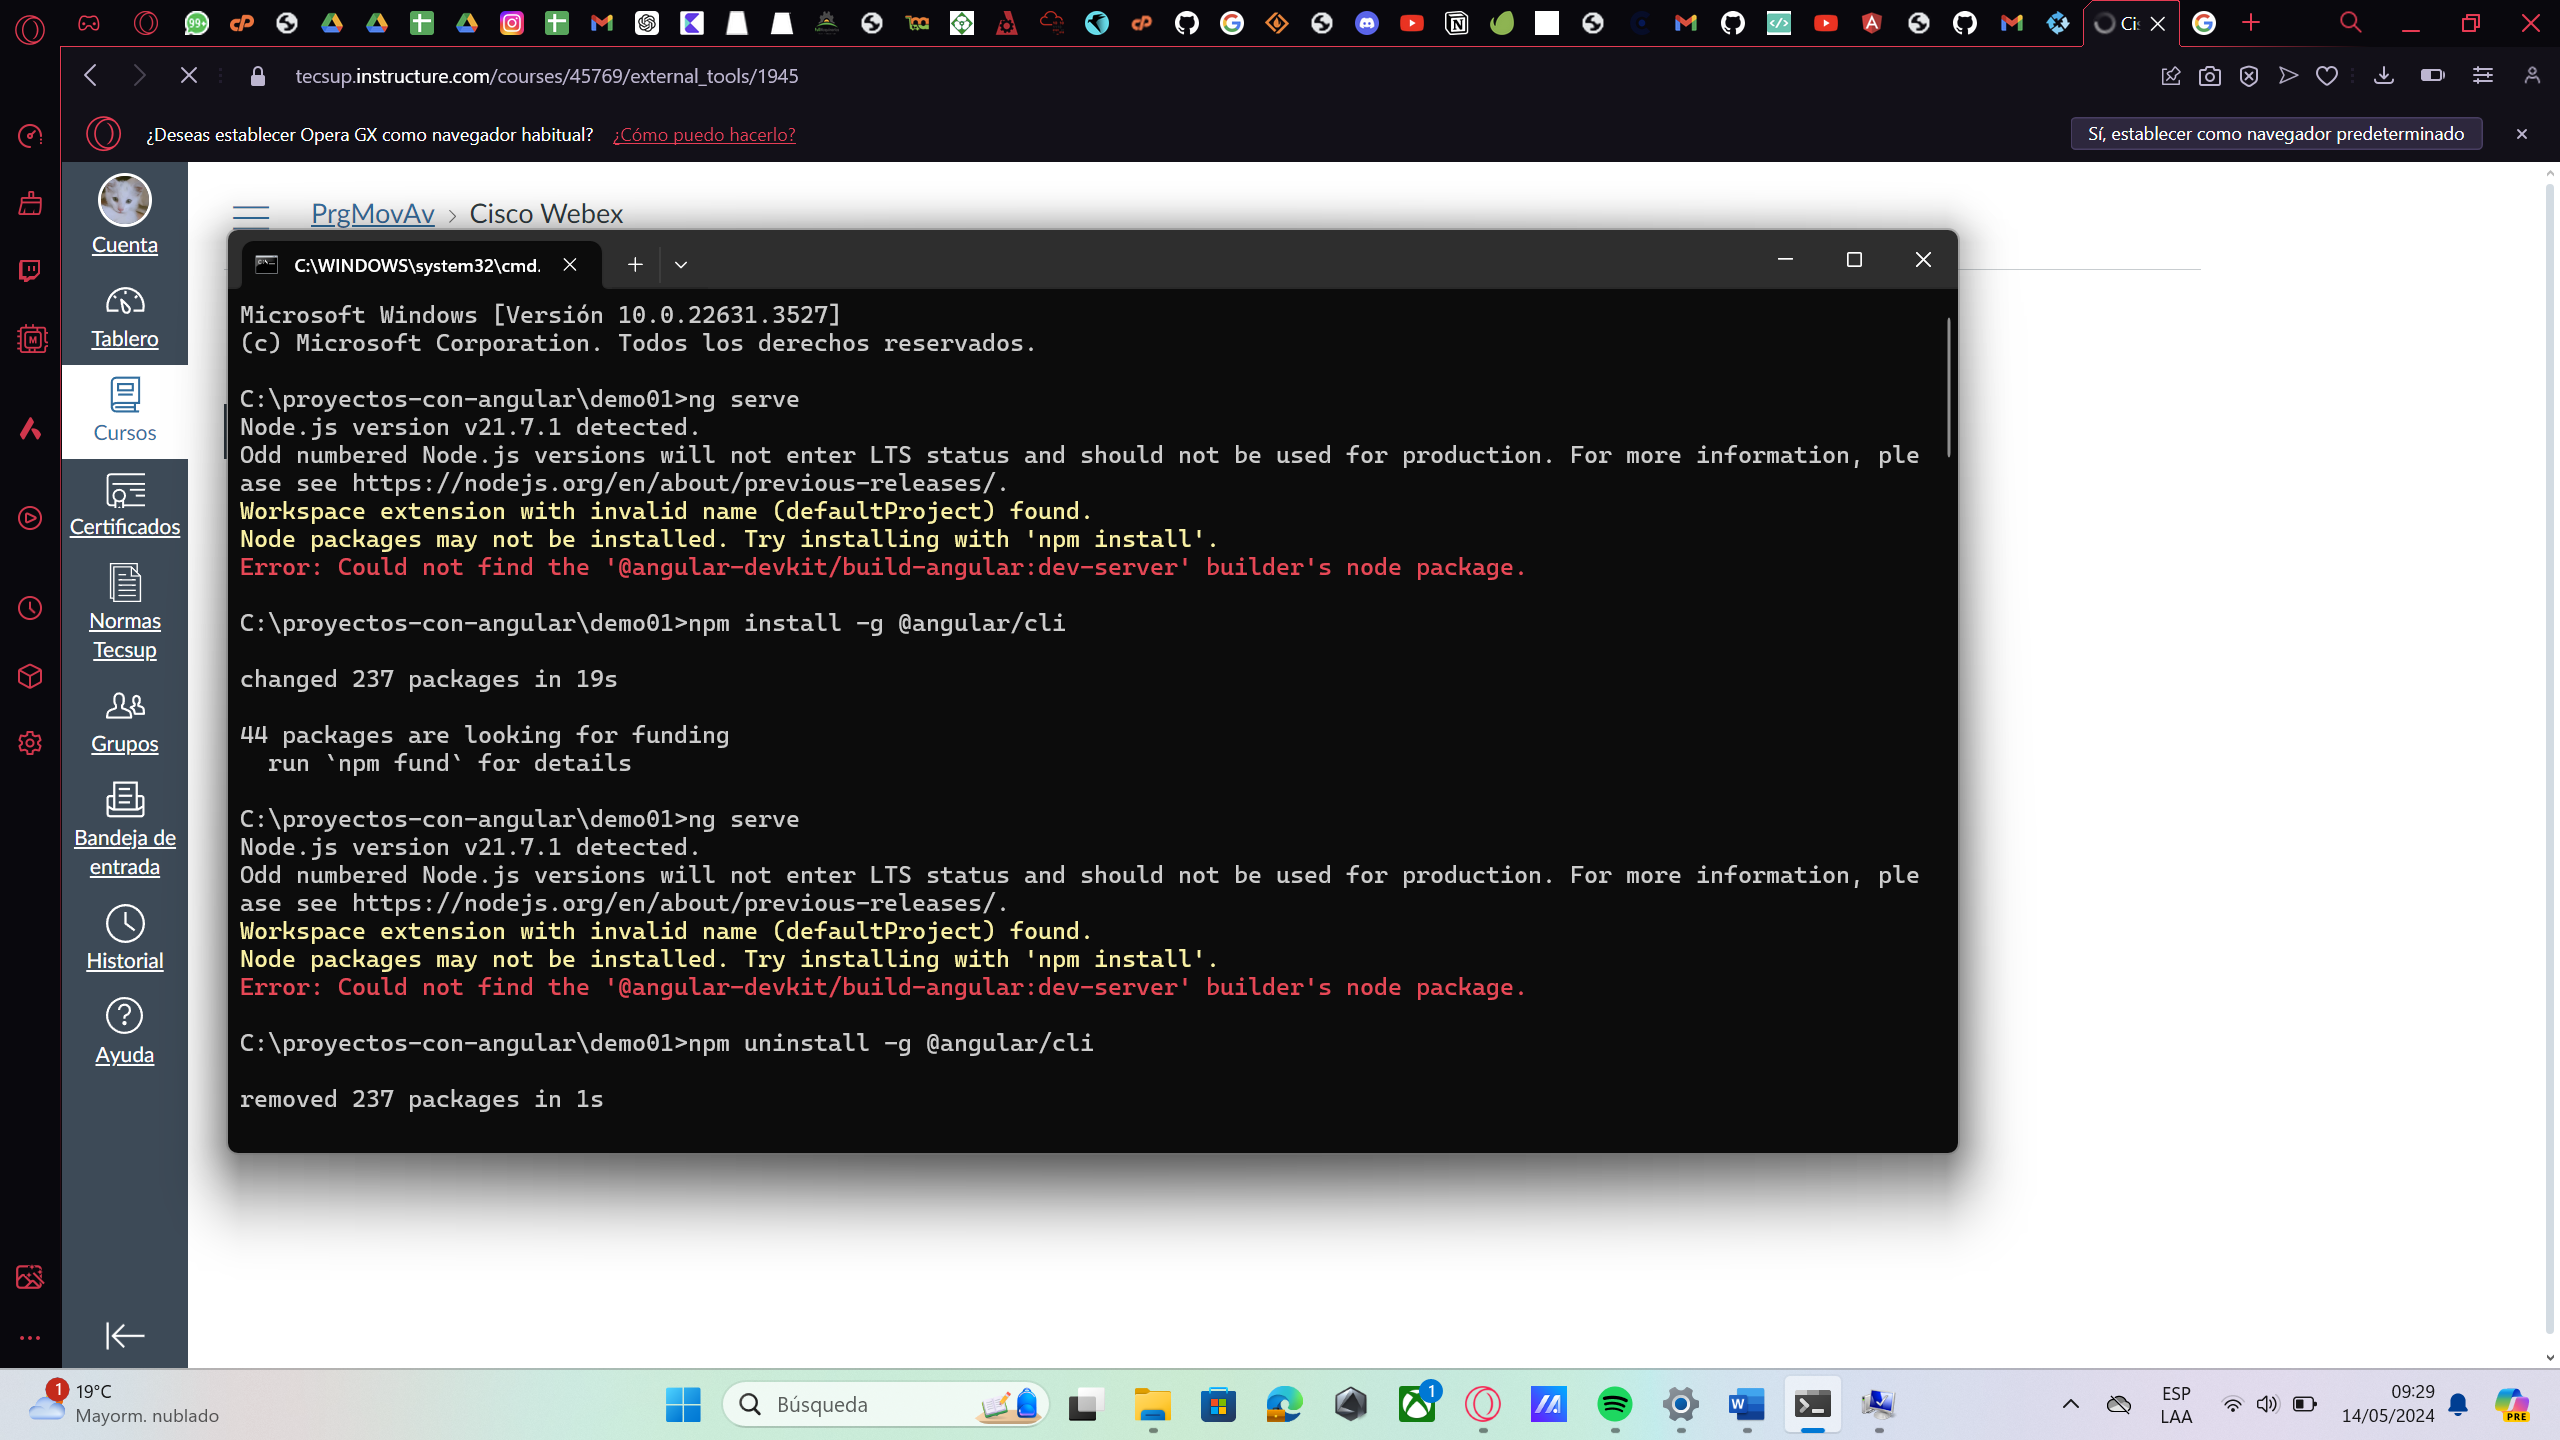 99+
Ci
tecsup.instructure.com/courses/45769/external_tools/1945
¿Deseas establecer Opera GX como navegador habitual? ¿Cómo puedo hacerlo?
Sí, establecer como navegador predeterminado
Cuenta
Tablero
Cursos
Certificados
Normas
Tecsup
Grupos
Bandeja de
entrada
Historial
Ayuda
PrgMovAv › Cisco Webex
C:\WINDOWS\system32\cmd.
Microsoft Windows [Versión 10.0.22631.3527]
(c) Microsoft Corporation. Todos los derechos reservados.
C:\proyectos-con-angular\demo01>ng serve
Node.js version v21.7.1 detected.
Odd numbered Node.js versions will not enter LTS status and should not be used for production. For more information, ple
ase see https://nodejs.org/en/about/previous-releases/.
Workspace extension with invalid name (defaultProject) found.
Node packages may not be installed. Try installing with 'npm install'.
Error: Could not find the '@angular-devkit/build-angular:dev-server' builder's node package.
C:\proyectos-con-angular\demo01>npm install -g @angular/cli
changed 237 packages in 19s
44 packages are looking for funding
run `npm fund` for details
C:\proyectos-con-angular\demo01>ng serve
Node.js version v21.7.1 detected.
Odd numbered Node.js versions will not enter LTS status and should not be used for production. For more information, ple
ase see https://nodejs.org/en/about/previous-releases/.
Workspace extension with invalid name (defaultProject) found.
Node packages may not be installed. Try installing with 'npm install'.
Error: Could not find the '@angular-devkit/build-angular:dev-server' builder's node package.
C:\proyectos-con-angular\demo01>npm uninstall -g @angular/cli
removed 237 packages in 1s
1
19°C
Mayorm. nublado
Búsqueda
1
ESP
LAA
09:29
14/05/2024
PRE